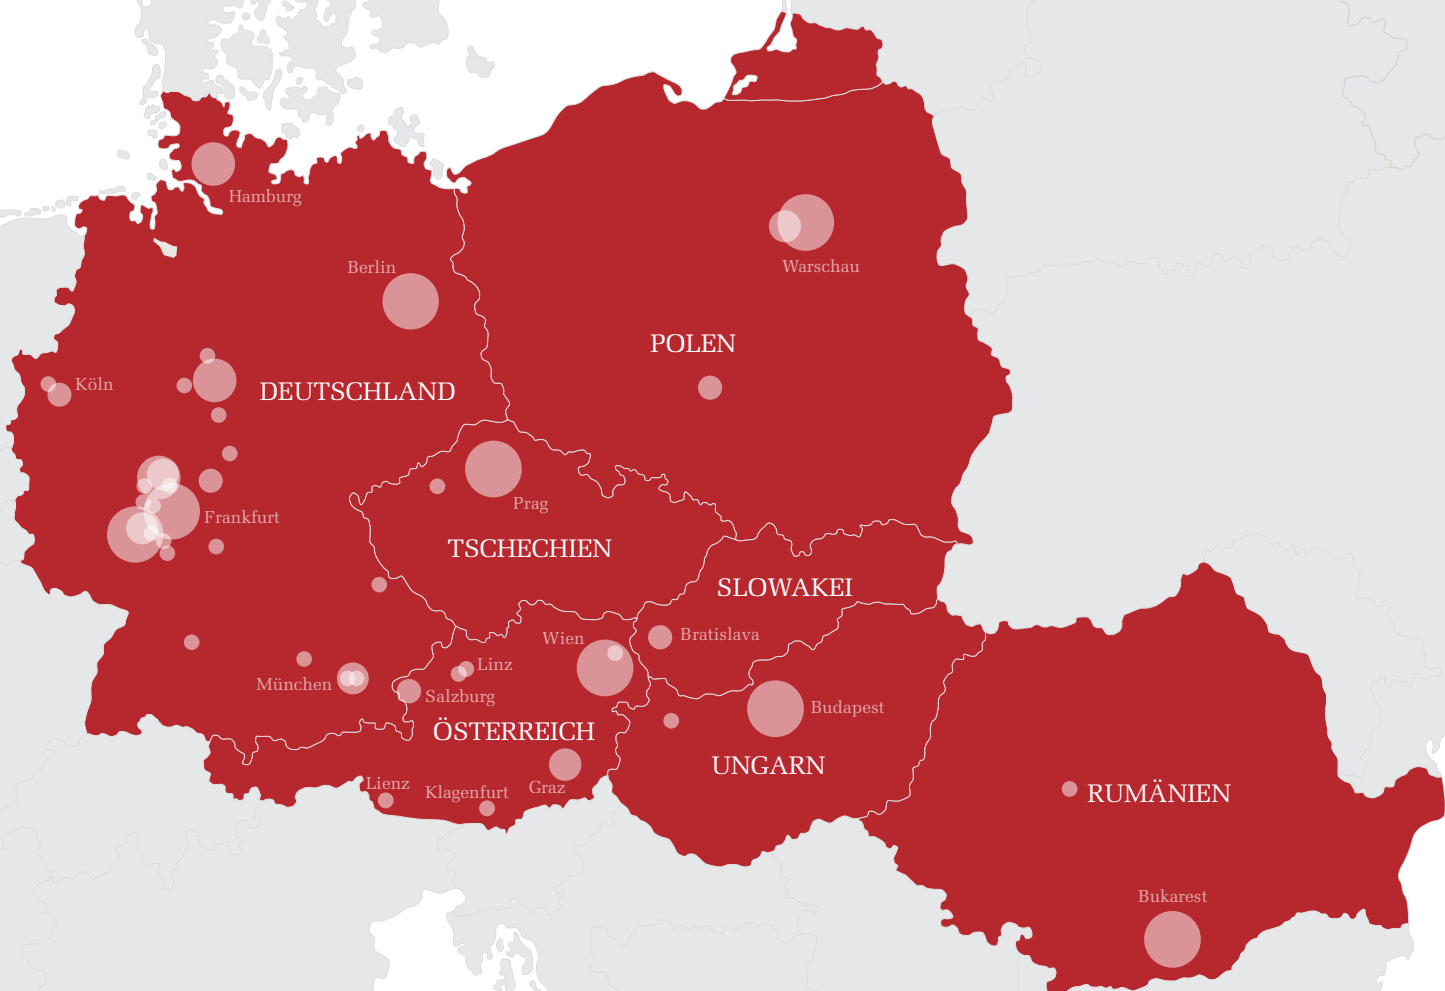 Hamburg
Berlin
Warschau
POLEN
Köln
DEUTSCHLAND
Prag
Frankfurt
TSCHECHIEN
SLOWAKEI
Wien
Bratislava
Linz
München
Salzburg
Budapest
ÖSTERREICH
UNGARN
Lienz
Klagenfurt
Graz
RUMÄNIEN
Bukarest